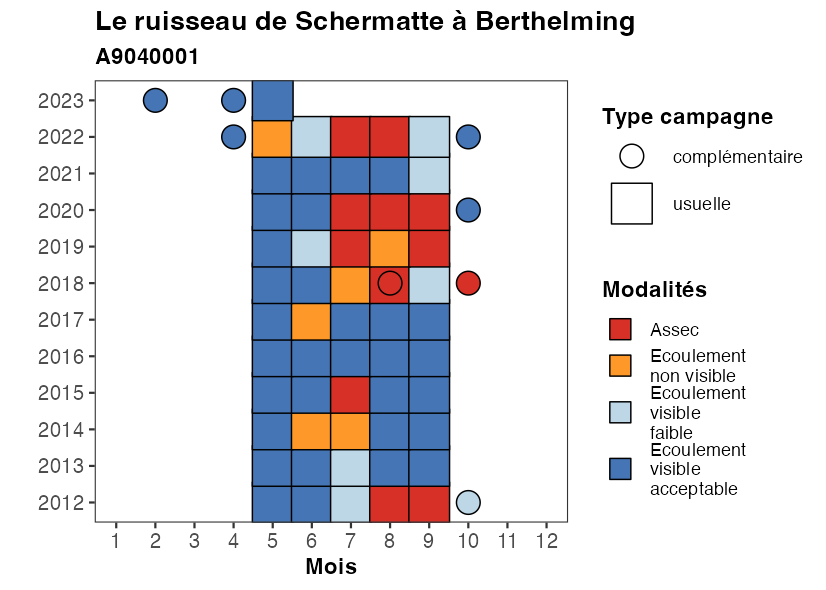 Le ruisseau de Schermatte à Berthelming
A9040001
2023
2022
2021
2020
2019
2018
2017
2016
2015
2014
2013
2012
1 2 3 4 5 6 7 8 9 10 11 12
Mois
Type campagne
complémentaire
usuelle
Modalités
Assec
Ecoulement
non visible
Ecoulement
visible
faible
Ecoulement
visible
acceptable